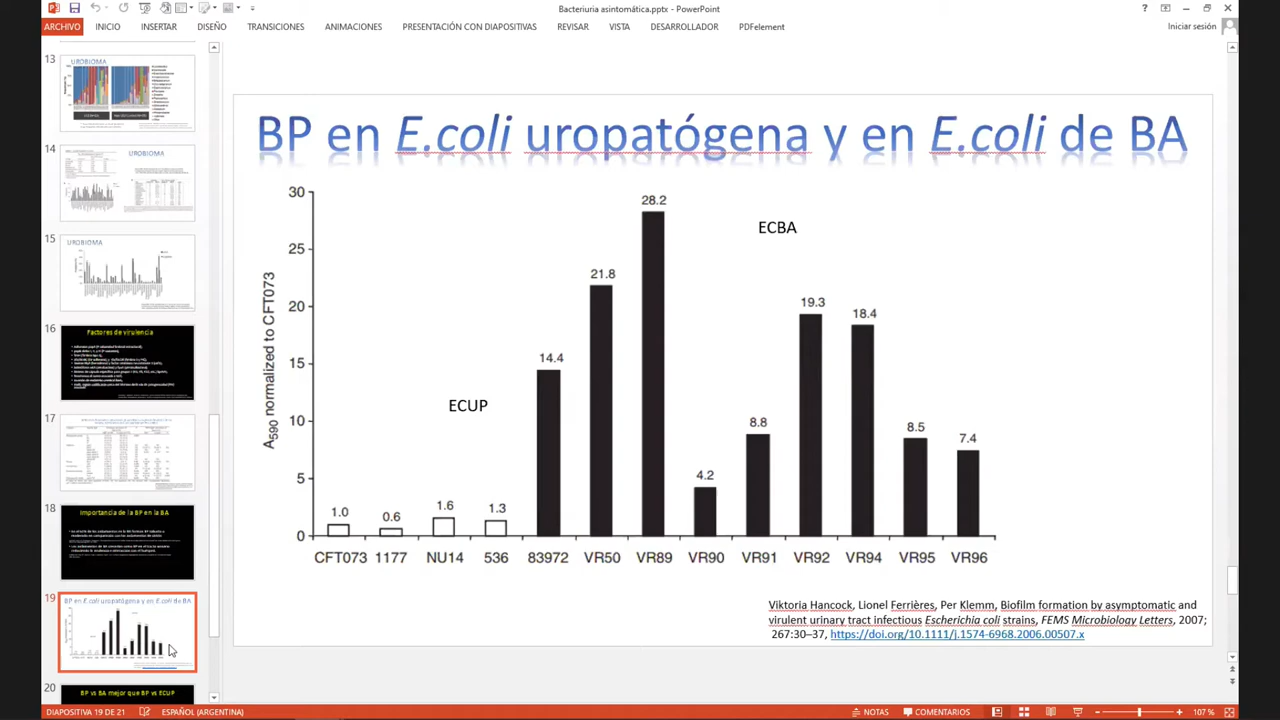 Bacteriuria asintomática.pptx - PowerPoint
?
ARCHIVO INICIO INSERTAR DISEÑO TRANSICIONES ANIMACIONES PRESENTACIÓN CON DIAPOSITIVAS REVISAR VISTA DESARROLLADOR PDFelement
Iniciar sesión
13
UROBIOMA
14
UROBIOMA
15
UROBIOMA
16
Factores de virulencia
17
18
Importancia de la BP en la BA
19
BP en E.coli uropatógena y en E.coli de BA
20
BP vs BA mejor que BP vs ECUP
BP en E.coli uropatógena y en E.coli de BA
A590 normalized to CFT073
30
25
20
15
10
5
0
ECUP
ECBA
1.0 0.6 1.6 1.3 14.4 21.8 28.2 4.2 8.8 19.3 18.4 8.5 7.4
CFT073 1177 NU14 536 83972 VR50 VR89 VR90 VR91 VR92 VR94 VR95 VR96
Viktoria Hancock, Lionel Ferrières, Per Klemm, Biofilm formation by asymptomatic and
virulent urinary tract infectious Escherichia coli strains, FEMS Microbiology Letters, 2007;
267:30–37, https://doi.org/10.1111/j.1574-6968.2006.00507.x
DIAPOSITIVA 19 DE 21 ESPAÑOL (ARGENTINA) NOTAS COMENTARIOS 107 %